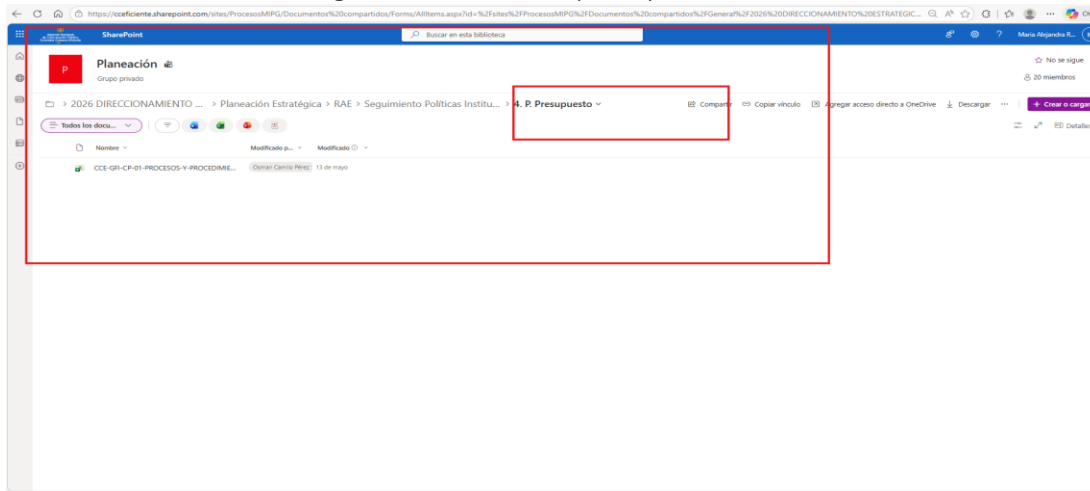 https://cceficiente.sharepoint.com/sites/ProcesosMIPG/Documentos%20compartidos/Forms/AllItems.aspx?id=%2Fsites%2FProcesosMIPG%2FDocumentos%20compartidos%2FGeneral%2F2026%20DIRECCIONAMIENTO%20ESTRATEGIC...
SharePoint
Buscar en esta biblioteca
Maria Alejandra R...
P
Planeación
Grupo privado
No se sigue
20 miembros
> 2026 DIRECCIONAMIENTO ... > Planeación Estratégica > RAE > Seguimiento Políticas Institu... > 4. P. Presupuesto
Compartir Copiar vínculo Agregar acceso directo a OneDrive Descargar ... + Crear o cargar
Todos los docu...
Detalles
Nombre Modificado p... Modificado
CCE-GFI-CP-01-PROCESOS-Y-PROCEDIMIE... Osman Camilo Pérez 13 de mayo